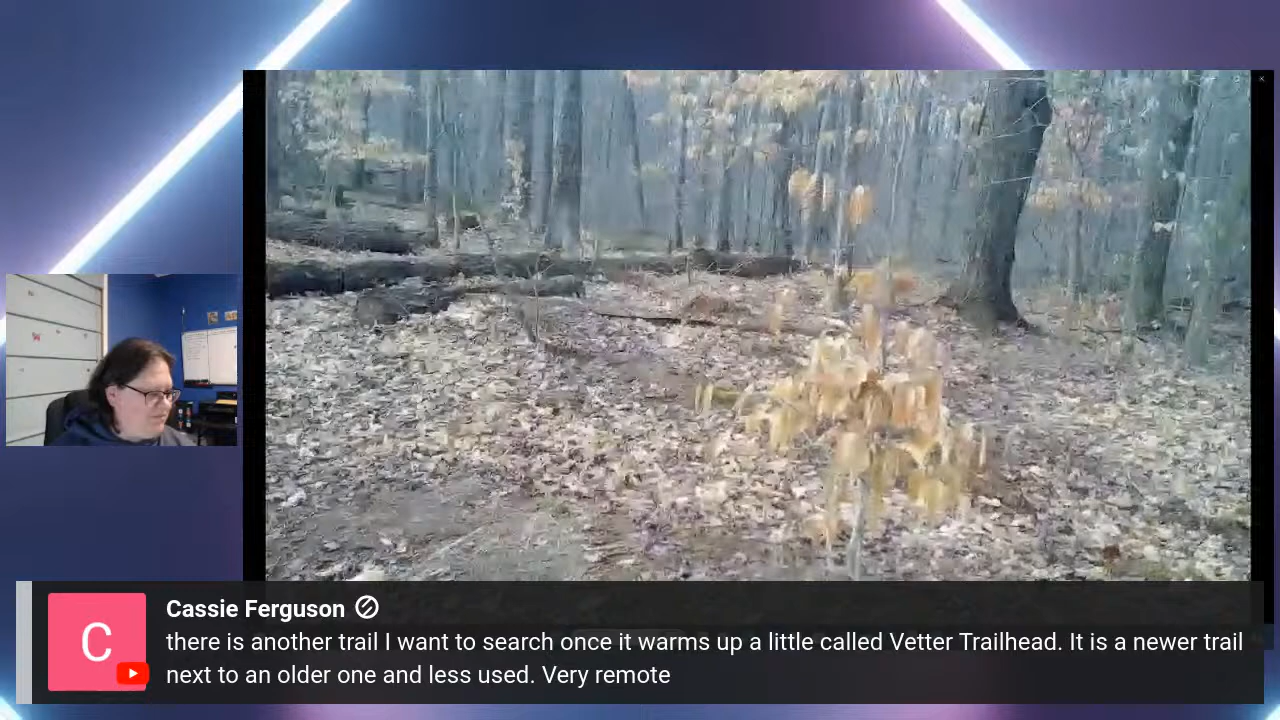 Cassie Ferguson
C
there is another trail I want to search once it warms up a little called Vetter Trailhead. It is a newer trail
next to an older one and less used. Very remote